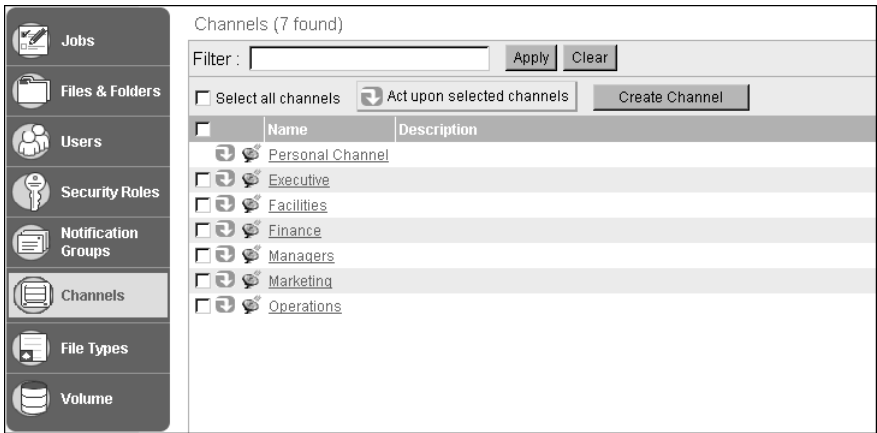 Jobs
Files & Folders
Users
Security Roles
Notification
Groups
Channels
File Types
Volume
Channels (7 found)
Filter : Apply Clear
Select all channels Act upon selected channels Create Channel
Name Description
Personal Channel
Executive
Facilities
Finance
Managers
Marketing
Operations